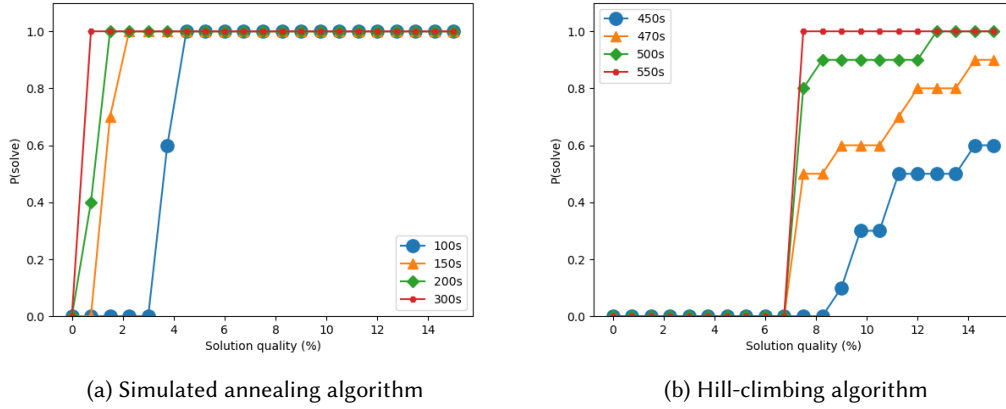 1.0
0.8
0.6
0.4
0.2
0.0
P(solve)
0 2 4 6 8 10 12 14
Solution quality (%)
100s
150s
200s
300s
(a) Simulated annealing algorithm
450s
470s
500s
550s
1.0
0.8
0.6
0.4
0.2
0.0
P(solve)
0 2 4 6 8 10 12 14
Solution quality (%)
(b) Hill-climbing algorithm